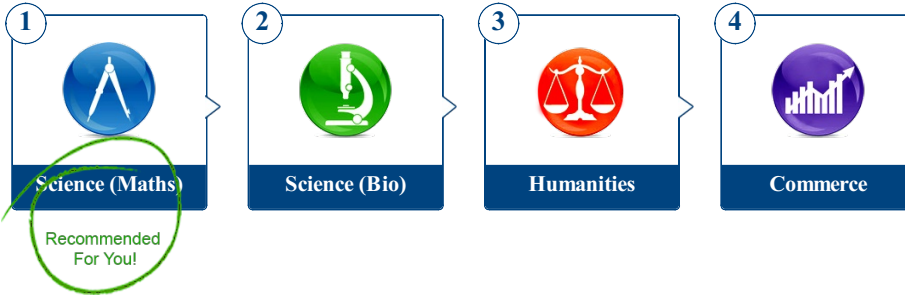 1
2
3
4
Science (Maths)
Science (Bio)
Humanities
Commerce
Recommended
For You!